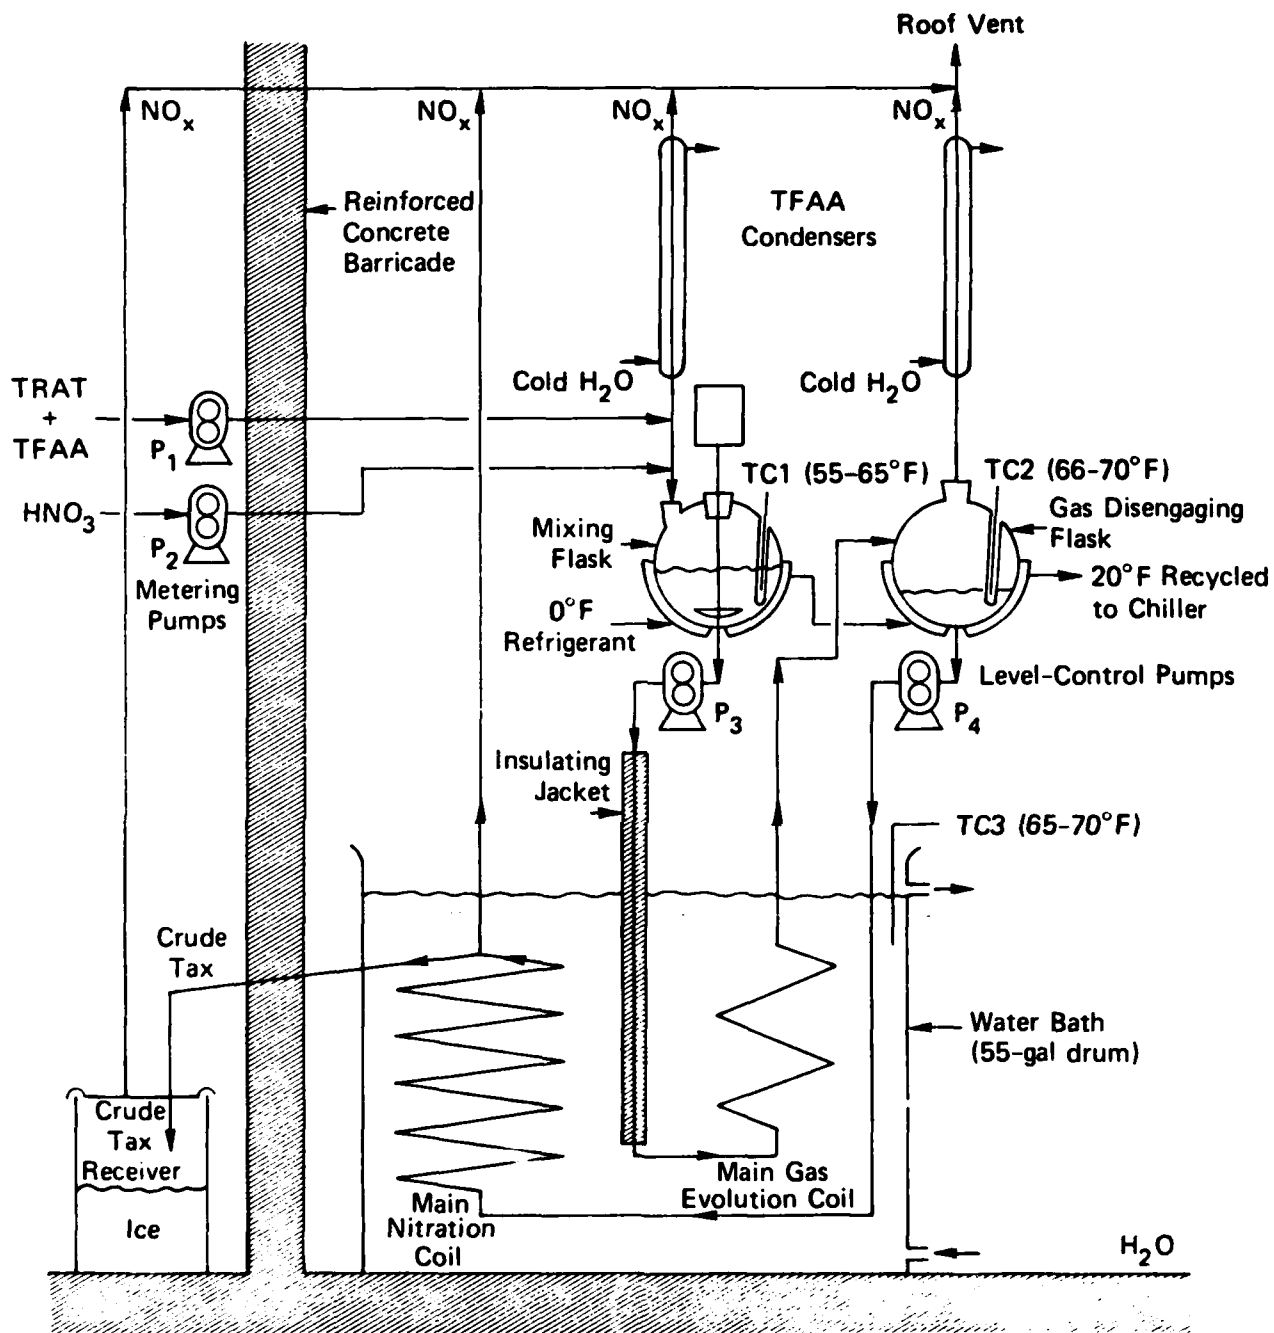 Roof Vent
NOx
NOx
NOx
NOx
Reinforced
Concrete
Barricade
TFAA
Condensers
TRAT
+
TFAA
P1
Cold H2O
Cold H2O
HNO3
P2
Metering
Pumps
TC1 (55-65°F)
TC2 (66-70°F)
Mixing
Flask
Gas Disengaging
Flask
0°F
Refrigerant
20°F Recycled
to Chiller
P3
Level-Control Pumps
P4
Insulating
Jacket
TC3 (65-70°F)
Crude
Tax
Water Bath
(55-gal drum)
Crude
Tax
Receiver
Ice
Main
Nitration
Coil
Main Gas
Evolution Coil
H2O